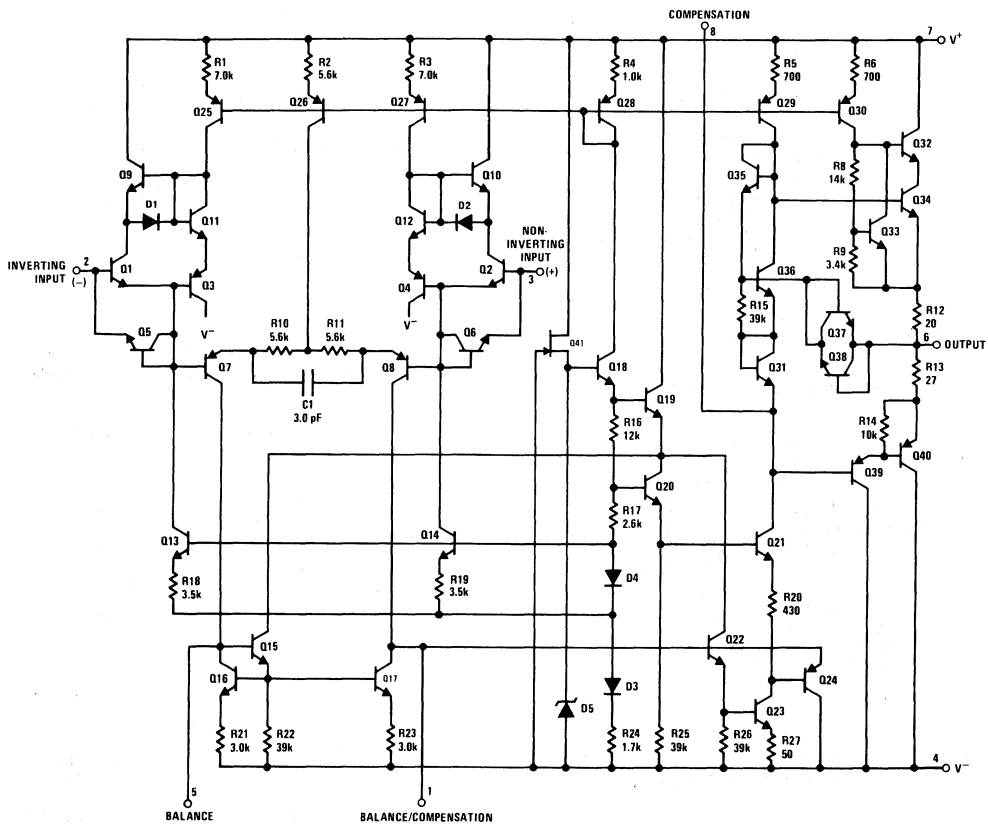 COMPENSATION
8
7
V+
R1
7.0k
R2
5.6k
R3
7.0k
R4
1.0k
R5
700
R6
700
Q25
Q26
Q27
Q28
Q29
Q30
Q32
Q9
Q10
Q35
R8
14k
Q34
D1
Q11
Q12
D2
Q33
NON-
INVERTING
INPUT
(+)
3
2
INVERTING
INPUT
(−)
Q1
Q3
Q4
Q2
Q36
R9
3.4k
V−
V−
R15
39k
R12
20
Q5
R10
5.6k
R11
5.6k
Q6
Q41
Q37
Q38
6
OUTPUT
Q7
Q8
C1
3.0 pF
Q18
Q31
R13
27
Q19
R16
12k
R14
10k
Q39
Q40
Q20
R17
2.6k
Q13
Q14
Q21
R18
3.5k
R19
3.5k
D4
R20
430
Q15
Q22
Q16
Q17
Q24
D3
Q23
R21
3.0k
R22
39k
R23
3.0k
D5
R24
1.7k
R25
39k
R26
39k
R27
50
4
V−
5
BALANCE
1
BALANCE/COMPENSATION